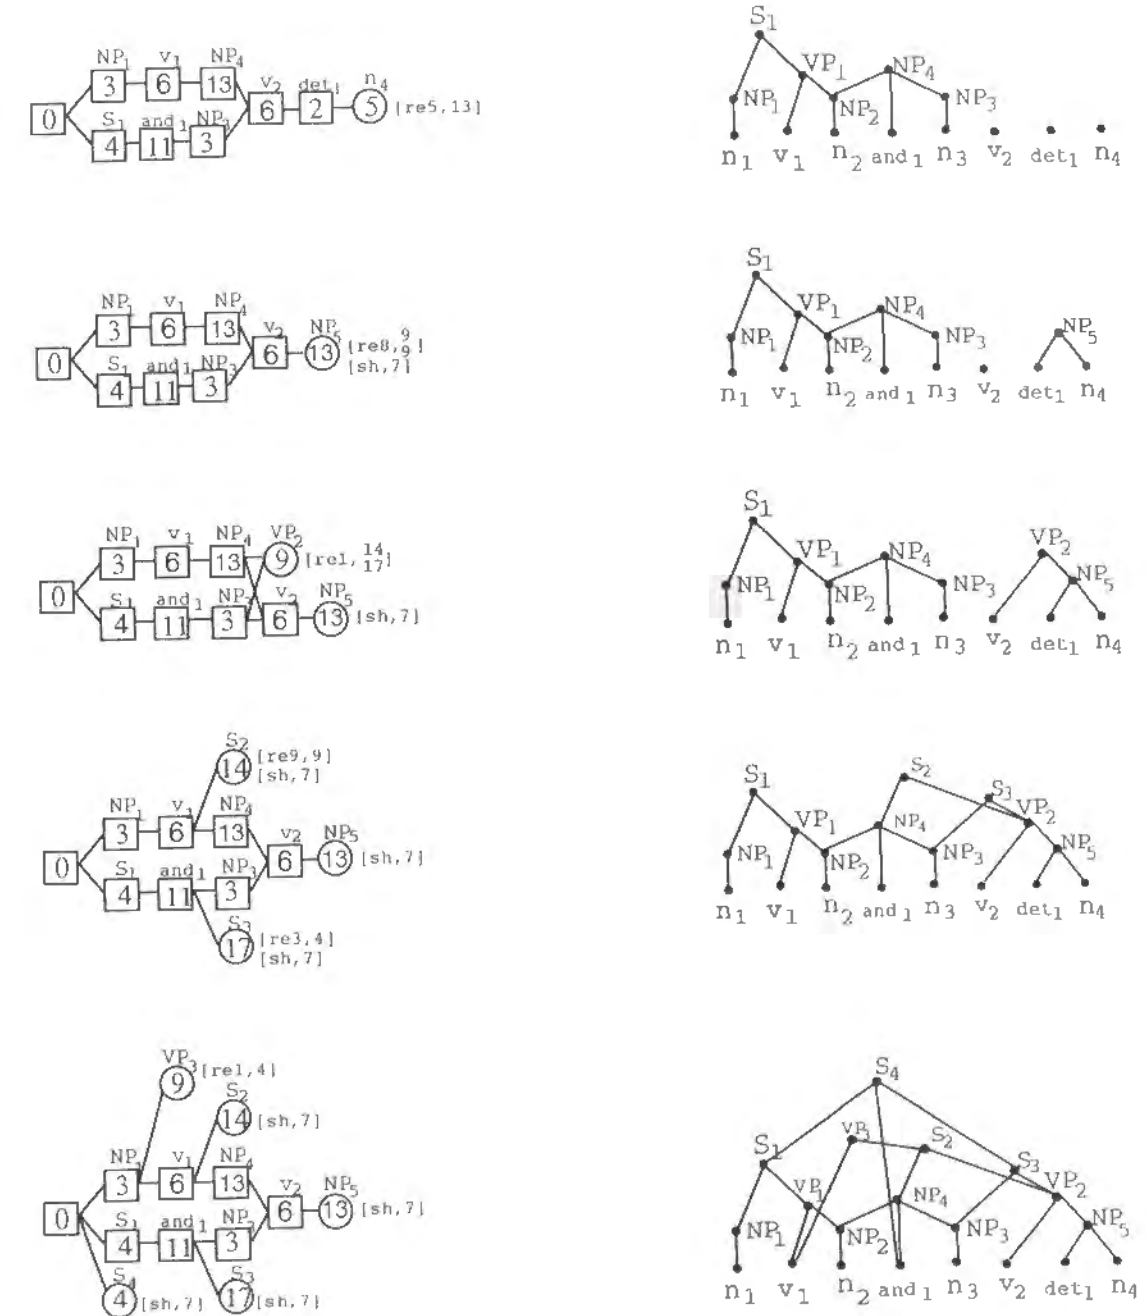 NP1 v1 NP4
3 6 13 v2 det1 n4
0 6 2 5 [re5,13]
S1 and1 NP3
4 11 3
S1
VP1 NP4
NP1 NP2 NP3
n1 v1 n2 and1 n3 v2 det1 n4
NP1 v1 NP4
3 6 13 v2 NP5
0 6 13 [re8,9 9]
S1 and1 NP3 [sh,7]
4 11 3
S1
VP1 NP4 NP5
NP1 NP2 NP3
n1 v1 n2 and1 n3 v2 det1 n4
NP1 v1 NP4 VP2
3 6 13 9 [re1,14 17]
0
S1 and1 NP3 v2 NP5
4 11 3 6 13 [sh,7]
S1
VP1 NP4 VP2
NP1 NP2 NP3 NP5
n1 v1 n2 and1 n3 v2 det1 n4
S2 [re9,9]
14 [sh,7]
NP1 v1 NP4
3 6 13 v2 NP5
0 6 13 [sh,7]
S1 and1 NP3
4 11 3
S3 [re3,4]
17 [sh,7]
S1 S2 S3
VP1 NP4 VP2
NP1 NP2 NP3 NP5
n1 v1 n2 and1 n3 v2 det1 n4
VP3 [re1,4]
9 S2
14 [sh,7]
NP1 v1 NP4
3 6 13 v2 NP5
0 6 13 [sh,7]
S1 and1 NP3
4 11 3
S4 S3
4 [sh,7] 17 [sh,7]
S4
S1 VP3 S2 S3
VP1 NP4 VP2
NP1 NP2 NP3 NP5
n1 v1 n2 and1 n3 v2 det1 n4